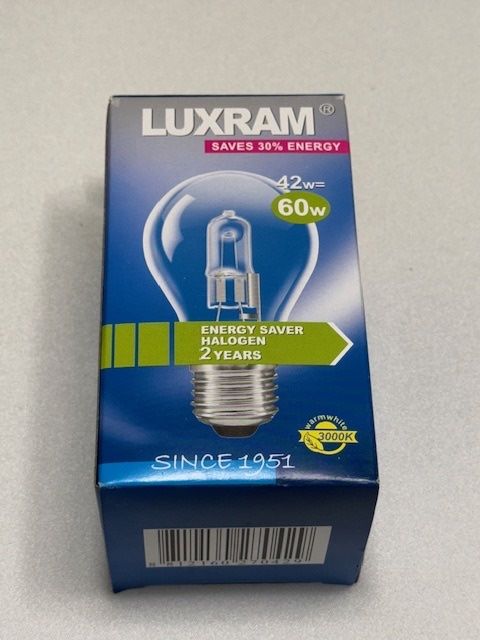 LUXRAM®
SAVES 30% ENERGY
42w=
60w
ENERGY SAVER
HALOGEN
2 YEARS
warmwhite
3000K
SINCE 1951